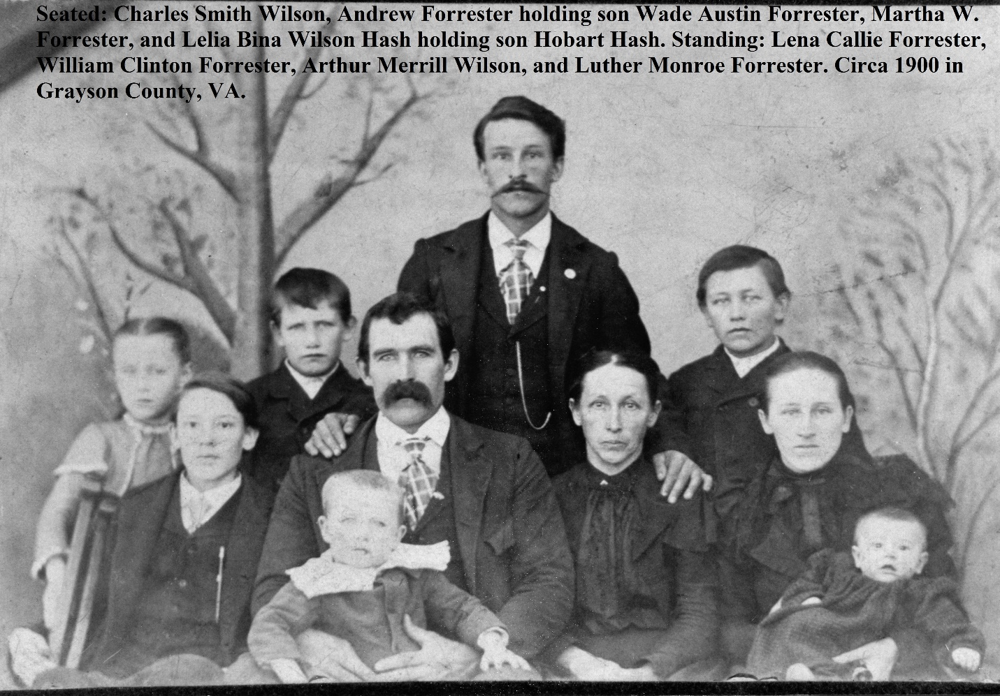 Seated: Charles Smith Wilson, Andrew Forrester holding son Wade Austin Forrester, Martha W.
Forrester, and Lelia Bina Wilson Hash holding son Hobart Hash. Standing: Lena Callie Forrester,
William Clinton Forrester, Arthur Merrill Wilson, and Luther Monroe Forrester. Circa 1900 in
Grayson County, VA.